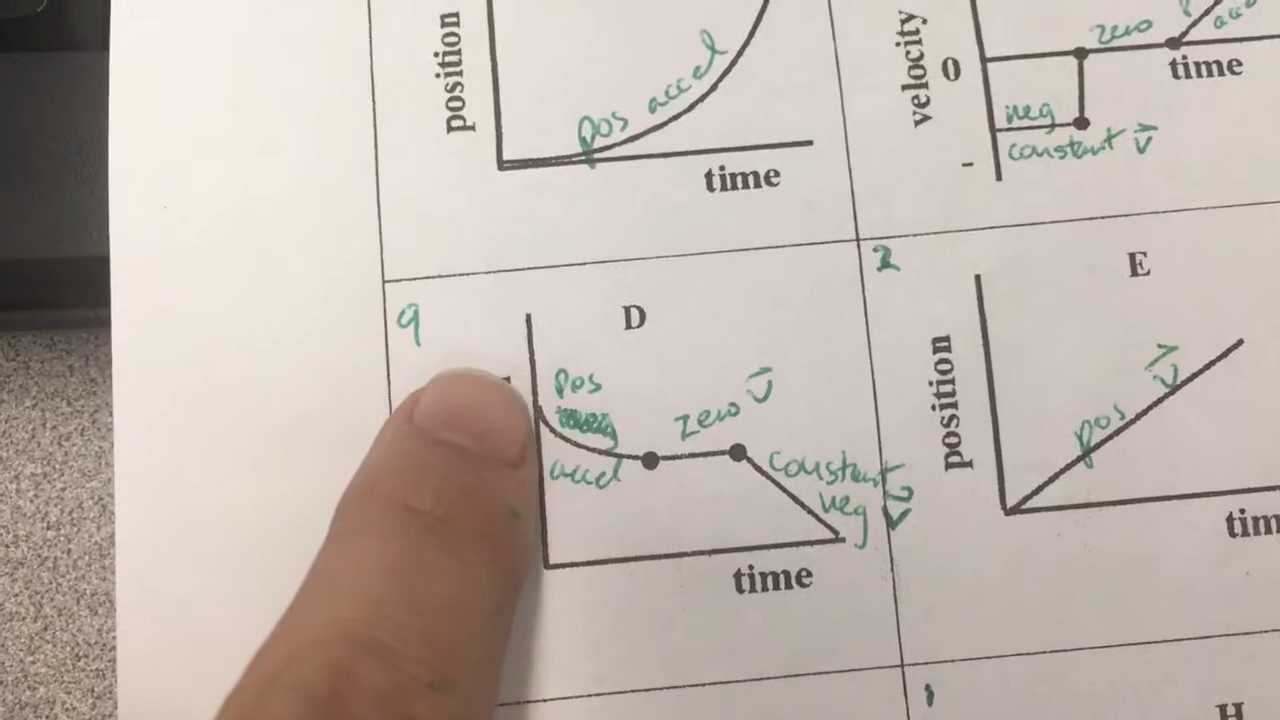 position
pos accel
time
velocity
0
-
zero
time
neg
constant v
9
D
pos
accel
zero v
constant
neg v
time
2
E
position
pos v
tim
1
H